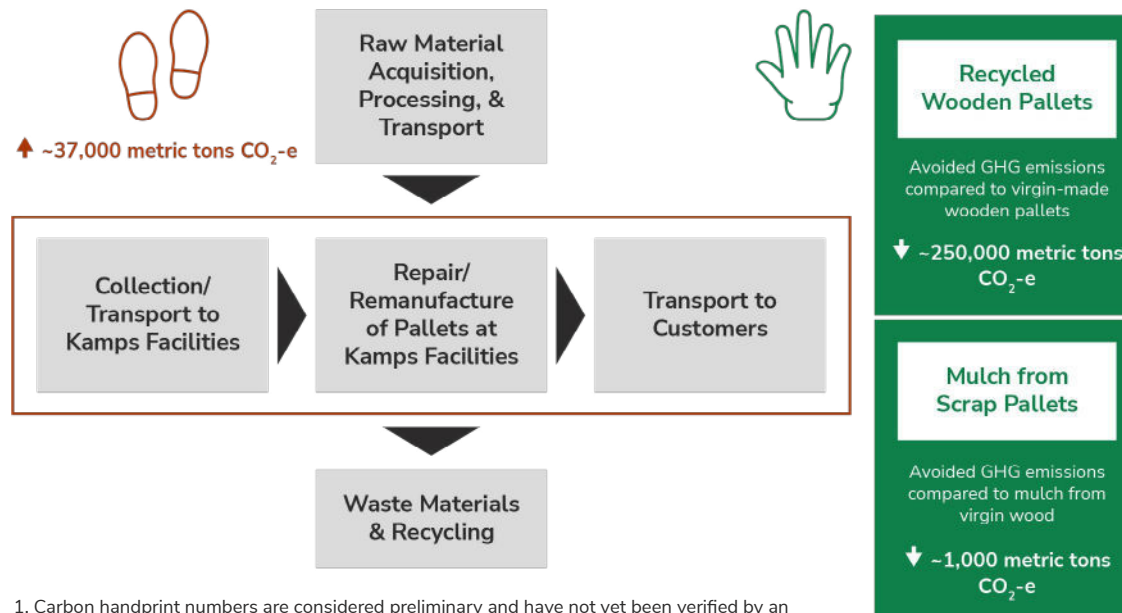 Raw Material
Acquisition,
Processing, &
Transport
~37,000 metric tons CO₂-e
Collection/
Transport to
Kamps Facilities
Repair/
Remanufacture
of Pallets at
Kamps Facilities
Transport to
Customers
Waste Materials
& Recycling
Recycled
Wooden Pallets
Avoided GHG emissions
compared to virgin-made
wooden pallets
~250,000 metric tons
CO₂-e
Mulch from
Scrap Pallets
Avoided GHG emissions
compared to mulch from
virgin wood
~1,000 metric tons
CO₂-e
1. Carbon handprint numbers are considered preliminary and have not yet been verified by an